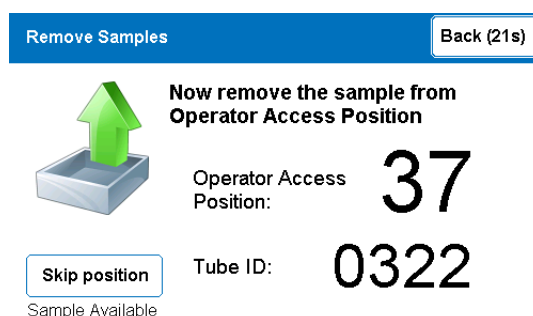 Remove Samples
Back (21s)
Now remove the sample from
Operator Access Position
Operator Access
Position:
37
Tube ID:
0322
Skip position
Sample Available